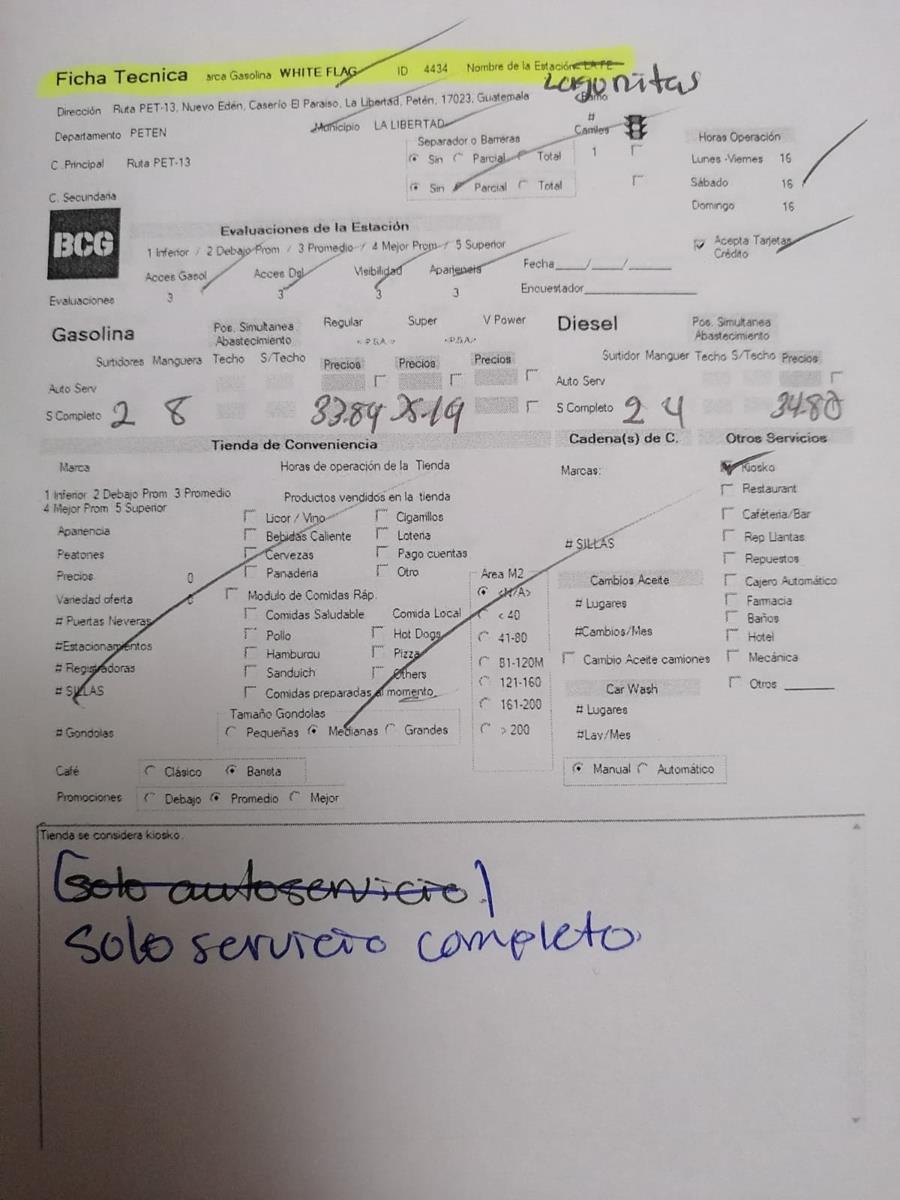 Ficha Tecnica arca Gasolina WHITE FLAG ID 4434 Nombre de la Estación LA FE
Lagunitas
Dirección Ruta PET-13, Nuevo Edén, Caserío El Paraiso, La Libertad, Petén, 17023, Guatemala
Departamento PETEN Municipio LA LIBERTAD
# Carriles
Separador o Barreras
Horas Operación
C .Principal Ruta PET-13
Sin Parcial Total 1
Lunes -Viernes 16
Sin Parcial Total
Sábado 16
C. Secundaria
Domingo 16
BCG
Evaluaciones de la Estación
1 Inferior / 2 Debajo Prom / 3 Promedio / 4 Mejor Prom / 5 Superior
Acepta Tarjetas Crédito
Acces Gasol Acces Dsl Visibilidad Apariencia
Fecha____/____/______
Evaluaciones 3 3 3 3
Encuestador
Gasolina
Pos. Simultanea Abastecimiento
Regular Super V Power
Diesel
Pos. Simultanea Abastecimiento
Surtidores Manguera Techo S/Techo Precios Precios Precios
Surtidor Manguer Techo S/Techo Precios
Auto Serv
Auto Serv
S Completo 2 8 33.89
S Completo 2 4 34.80
Tienda de Conveniencia
Cadena(s) de C.
Otros Servicios
Marca
Horas de operación de la Tienda
Marcas:
Kiosko
1 Inferior 2 Debajo Prom 3 Promedio
4 Mejor Prom 5 Superior
Productos vendidos en la tienda
Restaurant
Licor / Vino Cigarrillos
Caféteria/Bar
Apariencia
Bebidas Caliente Loteria
# SILLAS
Rep Llantas
Peatones
Cervezas Pago cuentas
Repuestos
Precios 0
Panaderia Otro
Area M2
Cambios Aceite
Cajero Automático
Variedad oferta
Modulo de Comidas Ráp.
<N/A>
# Lugares
Farmacia
# Puertas Neveras
Comidas Saludable Comida Local
< 40
Baños
#Estacionamientos
Pollo Hot Dogs
41-80
#Cambios/Mes
Hotel
# Registradoras
Hamburgu Pizza
81-120M
Cambio Aceite camiones
Mecánica
# SILLAS
Sanduich Others
121-160
Car Wash
Otros
Comidas preparadas al momento
161-200
# Lugares
Tamaño Gondolas
# Gondolas
Pequeñas Medianas Grandes
> 200
#Lav/Mes
Café Clásico Barista
Manual Automático
Promociones Debajo Promedio Mejor
Tienda se considera kiosko.
(solo autoservicio)
solo servicio completo